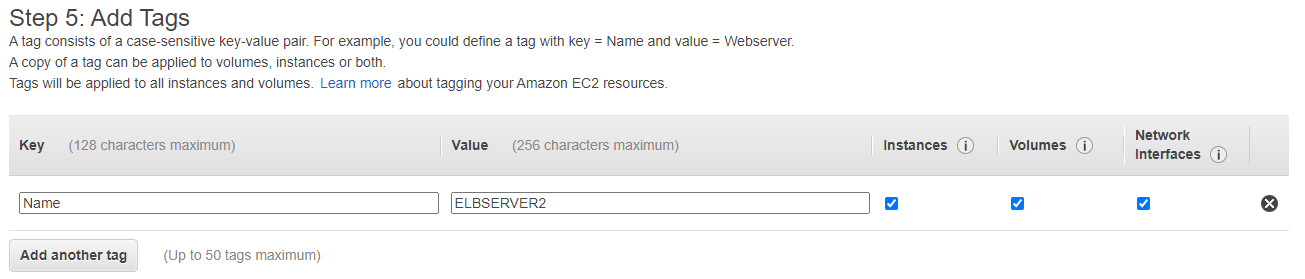 Step 5: Add Tags
A tag consists of a case-sensitive key-value pair. For example, you could define a tag with key = Name and value = Webserver.
A copy of a tag can be applied to volumes, instances or both.
Tags will be applied to all instances and volumes. Learn more about tagging your Amazon EC2 resources.
Key (128 characters maximum) Value (256 characters maximum) Instances i Volumes i Network
Interfaces i
Name ELBSERVER2
Add another tag (Up to 50 tags maximum)